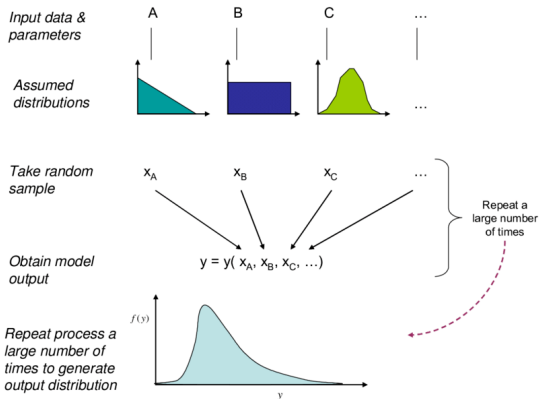 Input data &
parameters
A
B
C
...
Assumed
distributions
...
Take random
sample
xA
xB
xC
...
Repeat a
large number
of times
Obtain model
output
y = y( xA, xB, xC, ...)
Repeat process a
large number of
times to generate
output distribution
f(y)
y